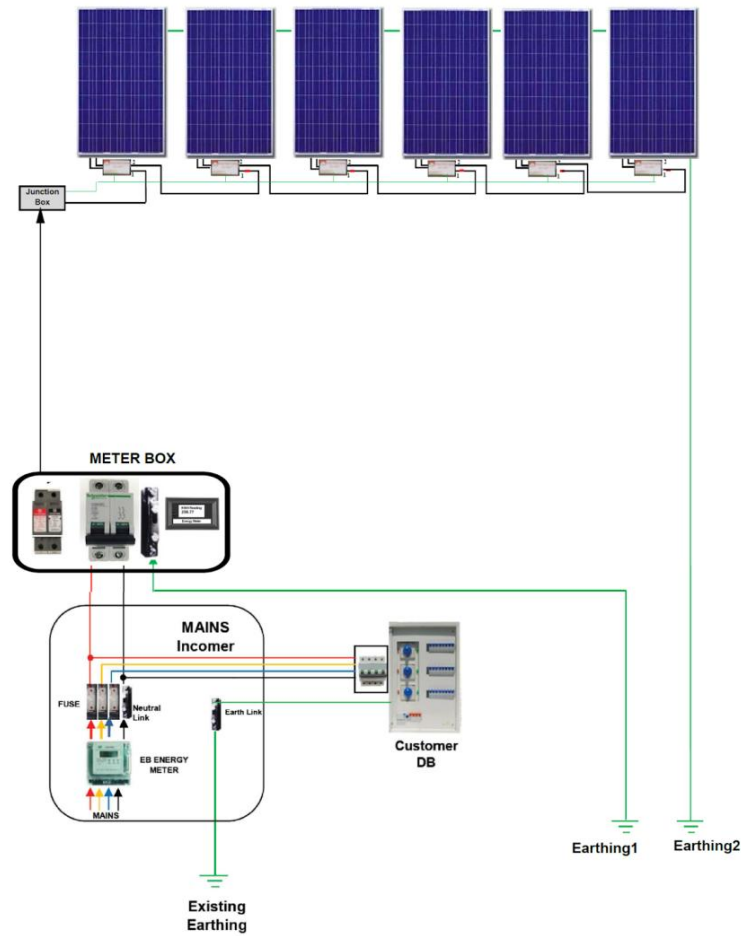 Junction
Box
METER BOX
MAINS
Incomer
FUSE
Neutral
Link
Earth Link
EB ENERGY
METER
MAINS
Customer
DB
Earthing1
Earthing2
Existing
Earthing